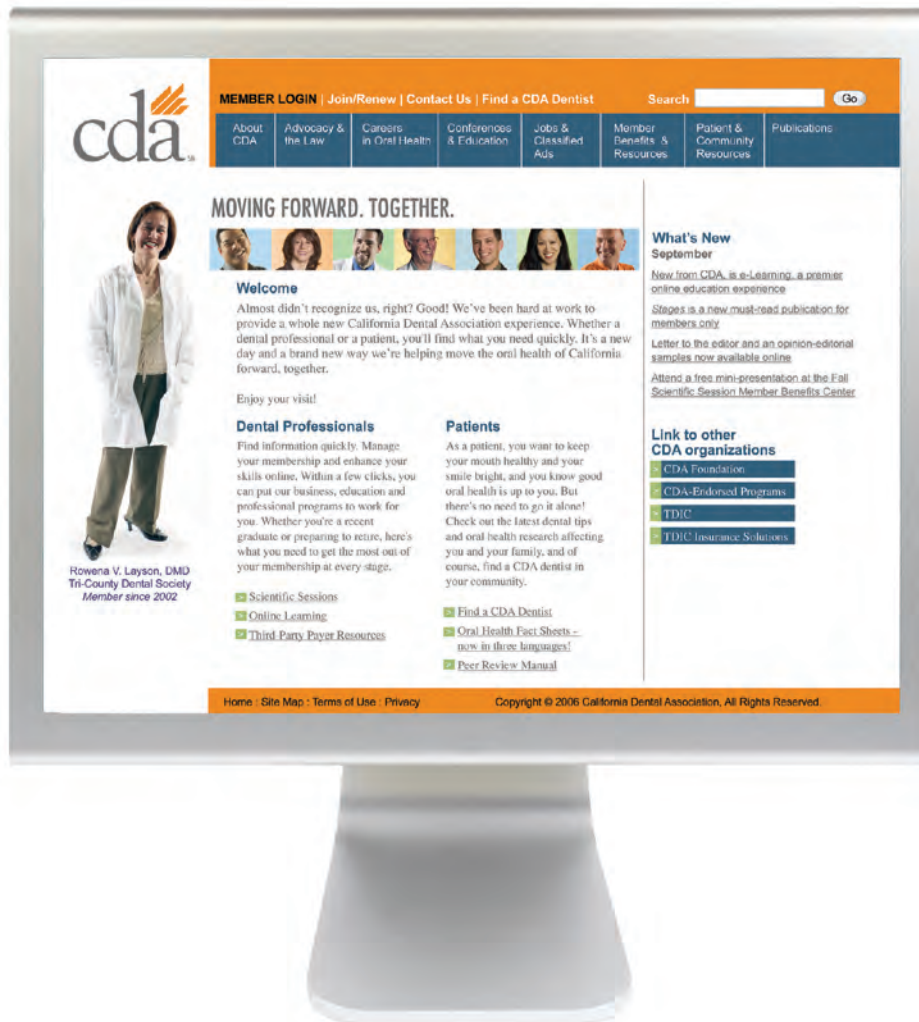 cda
SM
MEMBER LOGIN | Join/Renew | Contact Us | Find a CDA Dentist
Search
Go
About
CDA
Advocacy &
the Law
Careers
in Oral Health
Conferences
& Education
Jobs &
Classified
Ads
Member
Benefits &
Resources
Patient &
Community
Resources
Publications
MOVING FORWARD. TOGETHER.
Welcome
Almost didn't recognize us, right? Good! We've been hard at work to
provide a whole new California Dental Association experience. Whether a
dental professional or a patient, you'll find what you need quickly. It's a new
day and a brand new way we're helping move the oral health of California
forward, together.
Enjoy your visit!
Dental Professionals
Find information quickly. Manage
your membership and enhance your
skills online. Within a few clicks, you
can put our business, education and
professional programs to work for
you. Whether you're a recent
graduate or preparing to retire, here's
what you need to get the most out of
your membership at every stage.
> Scientific Sessions
> Online Learning
> Third Party Payer Resources
Patients
As a patient, you want to keep
your mouth healthy and your
smile bright, and you know good
oral health is up to you. But
there's no need to go it alone!
Check out the latest dental tips
and oral health research affecting
you and your family, and of
course, find a CDA dentist in
your community.
> Find a CDA Dentist
> Oral Health Fact Sheets –
now in three languages!
> Peer Review Manual
What's New
September
New from CDA, is e-Learning, a premier
online education experience
Stages is a new must-read publication for
members only
Letter to the editor and an opinion-editorial
samples now available online
Attend a free mini-presentation at the Fall
Scientific Session Member Benefits Center
Link to other
CDA organizations
> CDA Foundation
> CDA-Endorsed Programs
> TDIC
> TDIC Insurance Solutions
Rowena V. Layson, DMD
Tri-County Dental Society
Member since 2002
Home : Site Map : Terms of Use : Privacy
Copyright © 2006 California Dental Association, All Rights Reserved.